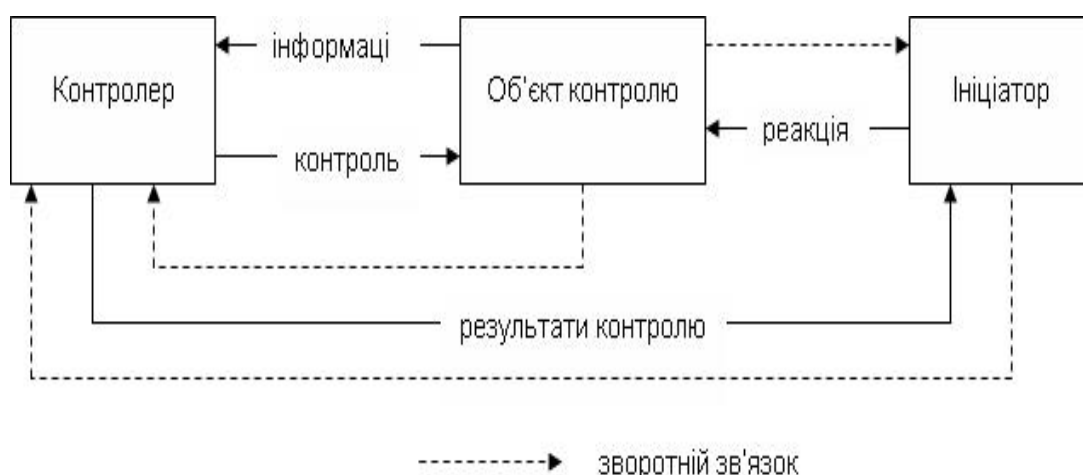 інформаці
Контролер
Об'єкт контролю
Ініціатор
реакція
контроль
результати контролю
зворотній зв'язок